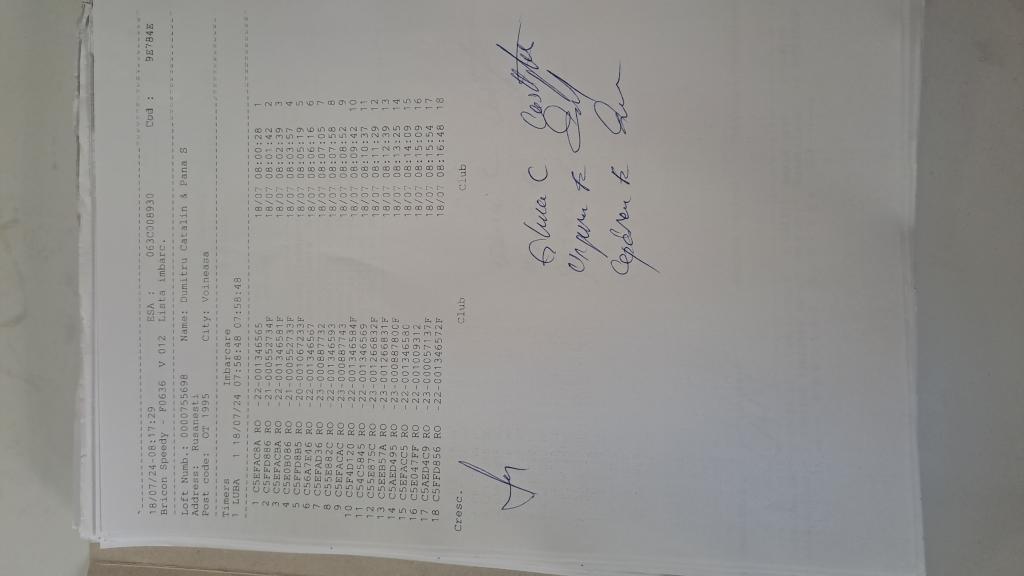 18/07/24-08:17:29 ESA : 063C008930 Cod : 9E784E
Bricon Speedy - F0636 V 012 Lista imbarc.
Loft Numb.: 0000755698 Name: Dumitru Catalin & Pana S
Address: Rusanesti City: Voineasa
Post code: OT 1995
Timers Imbarcare
1 LUBA 1 18/07/24 07:58:48 07:58:48
1 C5EFAC8A RO -22-001346565 18/07 08:00:28 1
2 C5FFD886 RO -21-000552734F 18/07 08:01:42 2
3 C5EFACBA RO -22-001346581F 18/07 08:02:39 3
4 C5E0B086 RO -21-000552733F 18/07 08:03:57 4
5 C5FFD8B5 RO -20-001067233F 18/07 08:05:19 5
6 C56A7E46 RO -22-001346567 18/07 08:06:16 6
7 C5EFAD36 RO -23-000887732 18/07 08:07:05 7
8 C55E882C RO -22-001346593 18/07 08:07:58 8
9 C5EFACAC RO -23-000887743 18/07 08:08:52 9
10 C5F4D120 RO -22-001346584F 18/07 08:09:42 10
11 C54C5845 RO -22-001346569 18/07 08:10:37 11
12 C55E875C RO -23-001266832F 18/07 08:11:29 12
13 C5EEB57A RO -23-001266831F 18/07 08:12:39 13
14 C5AED495 RO -23-000887800F 18/07 08:13:25 14
15 C5EFACC5 RO -22-001346580 18/07 08:14:09 15
16 C5E047FF RO -22-001009312 18/07 08:15:09 16
17 C5AED4C9 RO -23-000057137F 18/07 08:15:54 17
18 C5FFD856 RO -22-001346572F 18/07 08:16:48 18
Cresc. Club Club